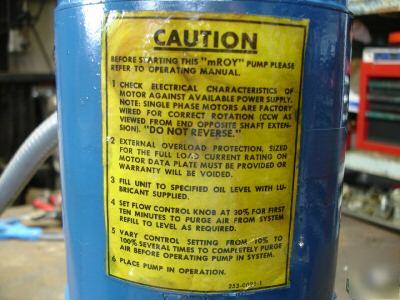 CAUTION
BEFORE STARTING THIS "mROY" PUMP PLEASE
REFER TO OPERATING MANUAL.
1 CHECK ELECTRICAL CHARACTERISTICS OF
MOTOR AGAINST AVAILABLE POWER SUPPLY.
NOTE: SINGLE PHASE MOTORS ARE FACTORY
WIRED FOR CORRECT ROTATION (CCW AS
VIEWED FROM END OPPOSITE SHAFT EXTEN-
SION). "DO NOT REVERSE."
2 EXTERNAL OVERLOAD PROTECTION, SIZED
FOR THE FULL LOAD CURRENT RATING ON
MOTOR DATA PLATE MUST BE PROVIDED OR
WARRANTY WILL BE VOIDED.
3 FILL UNIT TO SPECIFIED OIL LEVEL WITH LU-
BRICANT SUPPLIED.
4 SET FLOW CONTROL KNOB AT 30% FOR FIRST
TEN MINUTES TO PURGE AIR FROM SYSTEM
REFILL TO LEVEL AS REQUIRED.
5 VARY CONTROL SETTING FROM 10% TO
100% SEVERAL TIMES TO COMPLETELY PURGE
AIR BEFORE OPERATING PUMP IN SYSTEM.
6 PLACE PUMP IN OPERATION.